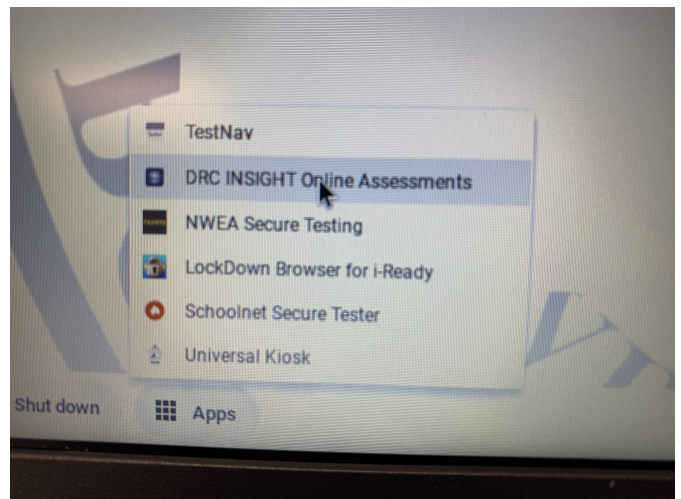 TestNav
DRC INSIGHT Online Assessments
NWEA Secure Testing
LockDown Browser for i-Ready
Schoolnet Secure Tester
Universal Kiosk
Shut down
Apps